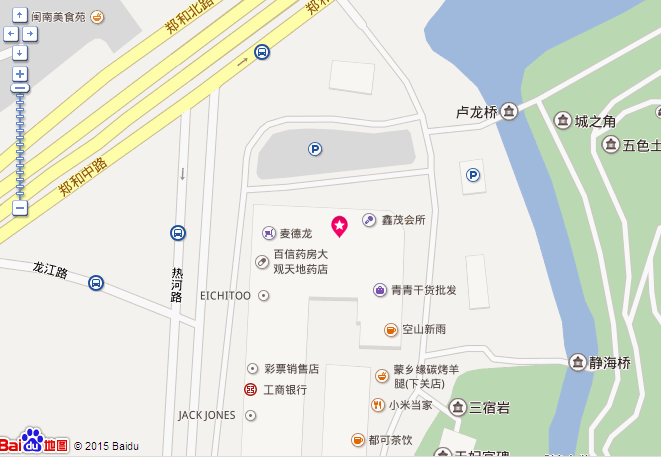 闽南美食苑
郑和北路
郑和
卢龙桥
城之角
五色土
郑和中路
鑫茂会所
麦德龙
百信药房大
观天地药店
龙江路
热河路
EICHITOO
青青干货批发
空山新雨
静海桥
彩票销售店
蒙乡缘碳烤羊
腿(下关店)
工商银行
小米当家
三宿岩
JACK JONES
都可茶饮
Bai du 地图
© 2015 Baidu